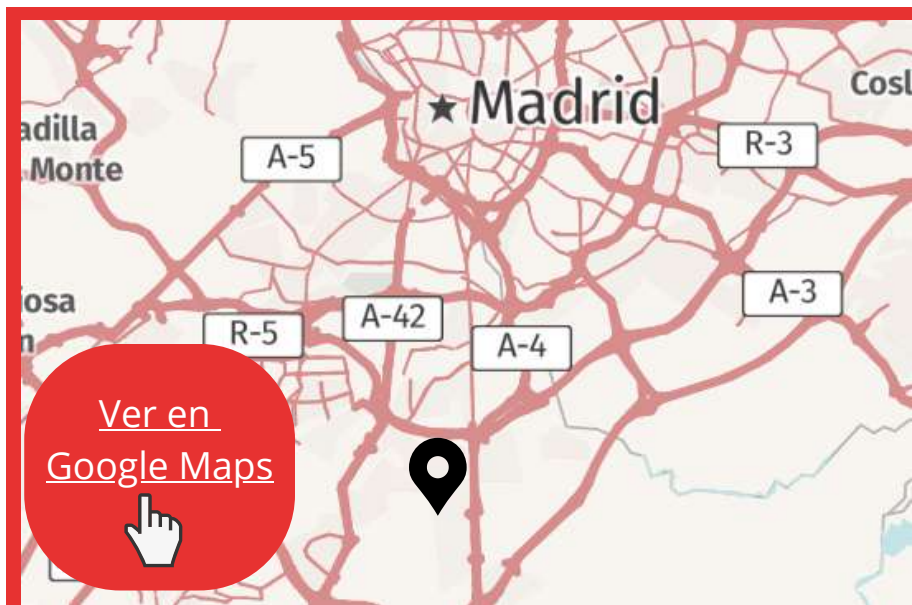 Madrid
Cosl
adilla
Monte
A-5
R-3
A-3
osa
n
A-42
R-5
A-4
Ver en
Google Maps